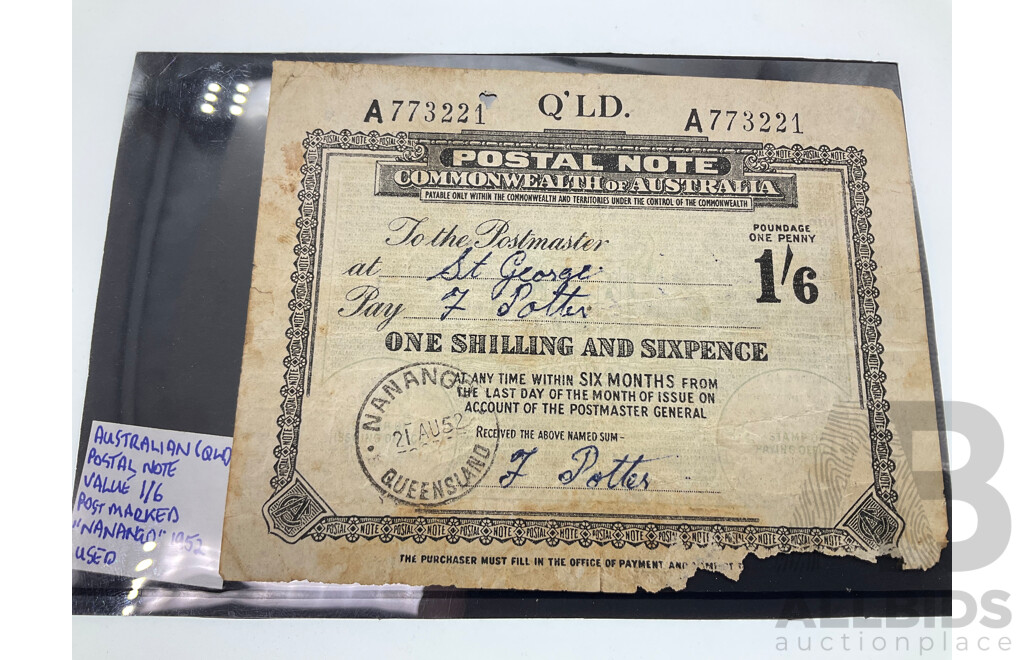 A773221 Q'LD. A773221
POSTAL NOTE
COMMONWEALTH OF AUSTRALIA
PAYABLE ONLY WITHIN THE COMMONWEALTH AND TERRITORIES UNDER THE CONTROL OF THE COMMONWEALTH
POUNDAGE
ONE PENNY
1/6
To the Postmaster
at St George
Pay F Potter
ONE SHILLING AND SIXPENCE
AT ANY TIME WITHIN SIX MONTHS FROM
THE LAST DAY OF THE MONTH OF ISSUE ON
ACCOUNT OF THE POSTMASTER GENERAL
RECEIVED THE ABOVE NAMED SUM-
F Potter
NANANGO
21 AU 52
QUEENSLAND
THE PURCHASER MUST FILL IN THE OFFICE OF PAYMENT AND
AUSTRALIAN (QLD)
POSTAL NOTE
VALUE 1/6
POSTMARKED
"NANANGO" 1952
USED
ALLBIDS
auctionplace